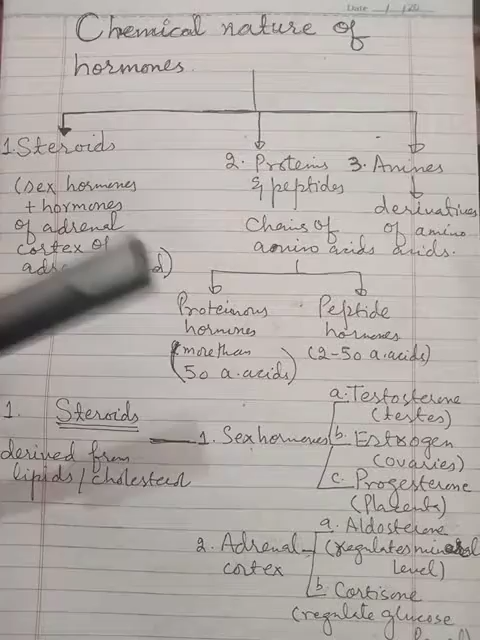 Date / /20
Chemical nature of
hormones.
1. Steroids
(sex hormones
+ hormones
of adrenal
cortex of
d)
2. Proteins
& peptides
Chains of
amino acids
3. Amines
derivatives
of amino
acids.
Proteinous
hormones
(more than
50 a.acids)
Peptide
hormones
(2-50 a.acids)
1. Steroids
derived from
lipids/cholesterol
1. Sex hormones
a. Testosterone
(testes)
b. Estrogen
(ovaries)
c. Progesterone
(Placenta)
2. Adrenal
cortex
a. Aldosterone
(regulates mineral
level)
b. Cortisone
(regulate glucose